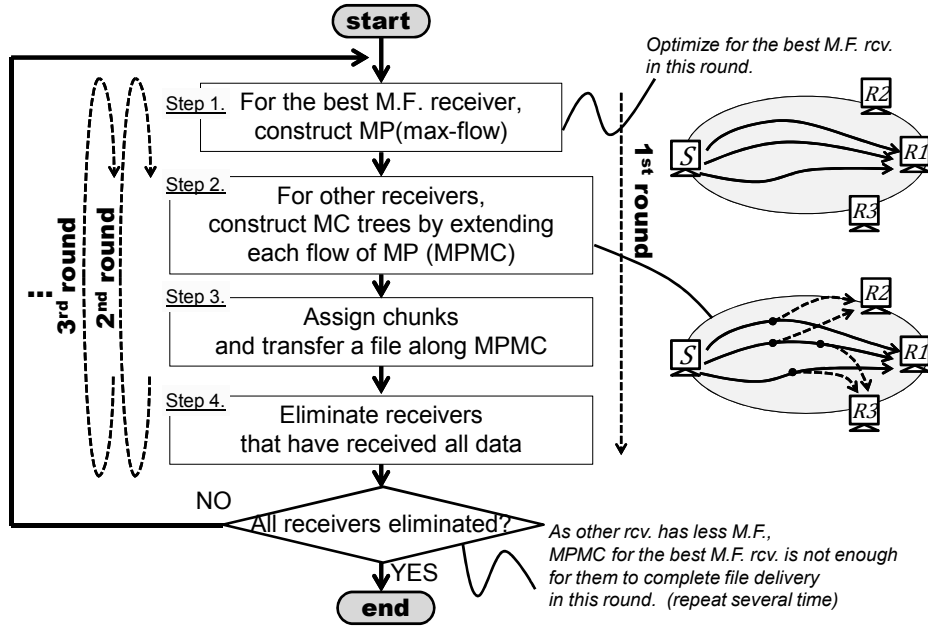 start
Optimize for the best M.F. rcv.
in this round.
Step 1.
For the best M.F. receiver,
construct MP(max-flow)
Step 2.
For other receivers,
construct MC trees by extending
each flow of MP (MPMC)
Step 3.
Assign chunks
and transfer a file along MPMC
Step 4.
Eliminate receivers
that have received all data
All receivers eliminated?
NO
YES
end
1st round
2nd round
3rd round
...
R2
S
R1
R3
R2
S
R1
R3
As other rcv. has less M.F.,
MPMC for the best M.F. rcv. is not enough
for them to complete file delivery
in this round. (repeat several time)